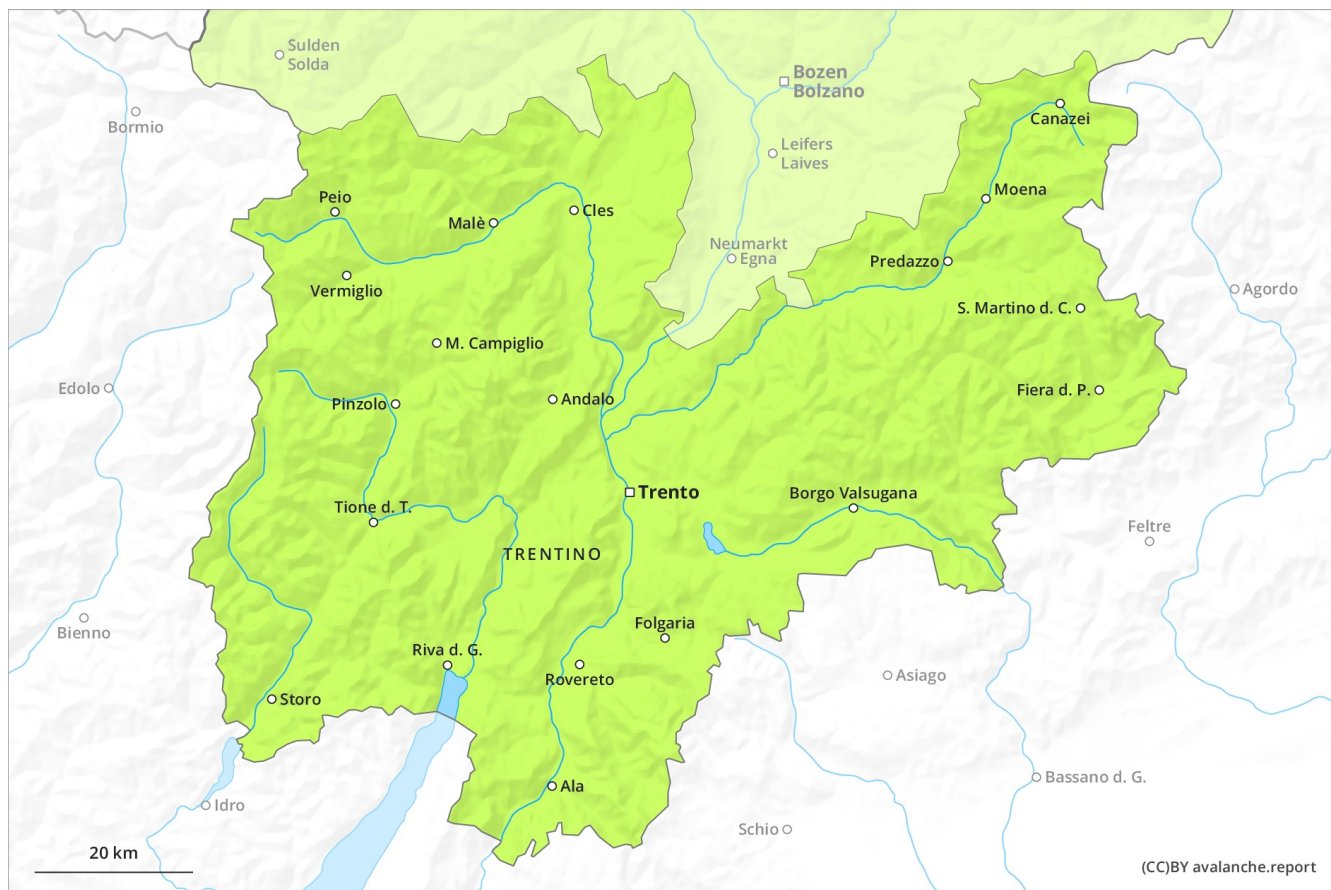 Sulden
Solda
Bozen
Bolzano
Bormio
Canazei
Leifers
Laives
Moena
Peio
Malè
Cles
Neumarkt
Egna
Predazzo
Vermiglio
Agordo
S. Martino d. C.
M. Campiglio
Edolo
Fiera d. P.
Andalo
Pinzolo
Trento
Borgo Valsugana
Tione d. T.
Feltre
TRENTINO
Bienno
Folgaria
Riva d. G.
Asiago
Rovereto
Storo
Bassano d. G.
Ala
Idro
Schio
20 km
(CC)BY avalanche.report